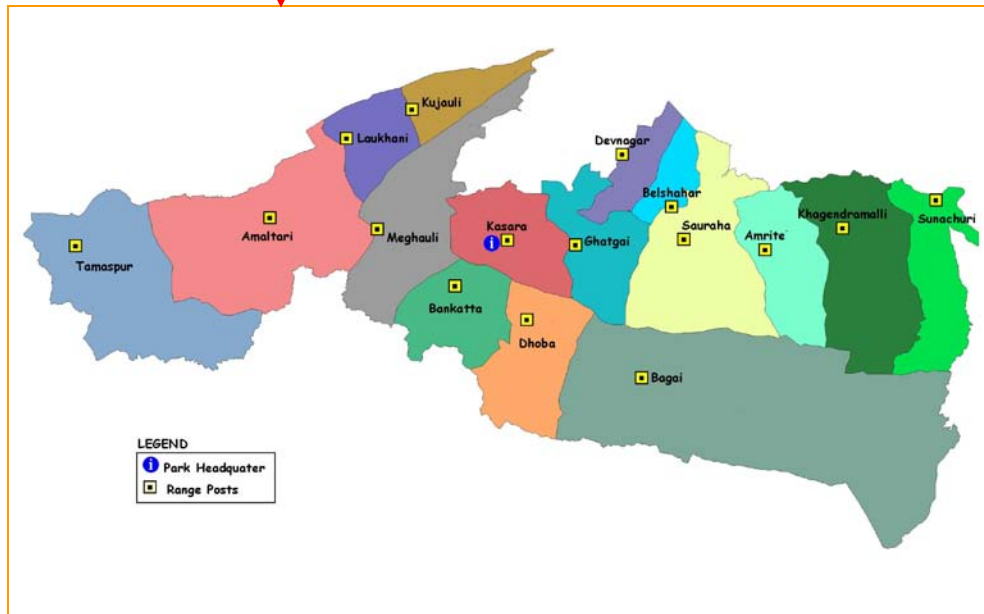 Kujauli
Laukhani
Devnagar
Belshahar
Khagendramalli
Sunachuri
Amaltari
Kasara
Meghauli
Ghatgai
Sauraha
Amrite
Tamaspur
Bankatta
Dhoba
Bagai
LEGEND
i Park Headquater
Range Posts